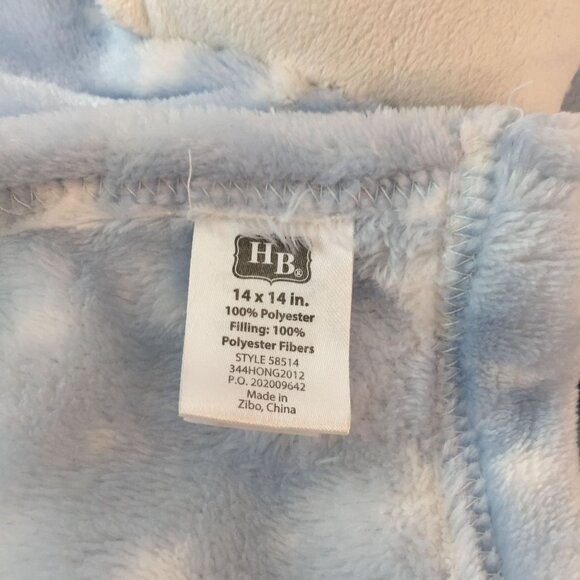 HB®
14 x 14 in.
100% Polyester
Filling: 100%
Polyester Fibers
STYLE 58514
344HONG2012
P.O. 202009642
Made in
Zibo, China